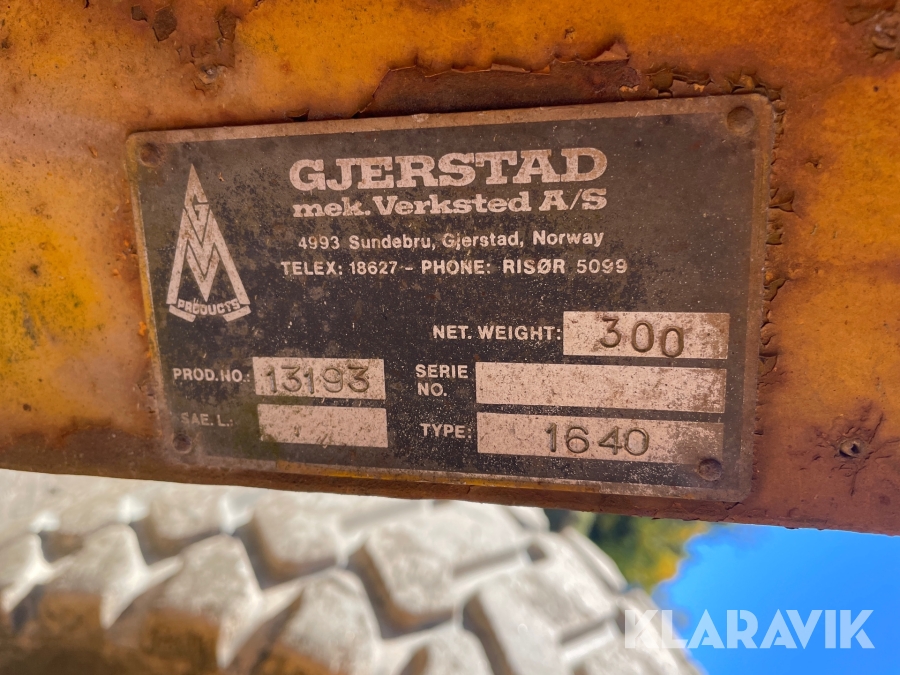 GJERSTAD
mek. Verksted A/S
4993 Sundebru, Gjerstad, Norway
TELEX: 18627 - PHONE: RISØR 5099
GMV
PRODUCTS
NET. WEIGHT: 300
PROD. NO.: 13193
SERIE NO.
SAE. L.:
TYPE: 1640
KLARAVIK